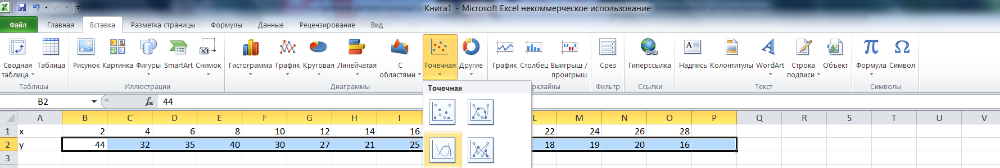 Книга1 - Microsoft Excel некоммерческое использование
Файл Главная Вставка Разметка страницы Формулы Данные Рецензирование Вид
Сводная таблица Таблица Рисунок Картинка Фигуры SmartArt Снимок Гистограмма График Круговая Линейчатая С областями Точечная Другие График Столбец Выигрыш / проигрыш Срез Гиперссылка Надпись Колонтитулы WordArt Строка подписи Объект Формула Символ
Таблицы Иллюстрации Диаграммы рклайны Фильтр Ссылки Текст Символы
Точечная
B2 fx 44
A B C D E F G H I L M N O P Q R S T U V
1 x 2 4 6 8 10 12 14 16 22 24 26 28
2 y 44 32 35 40 30 27 21 25 18 19 20 16
3